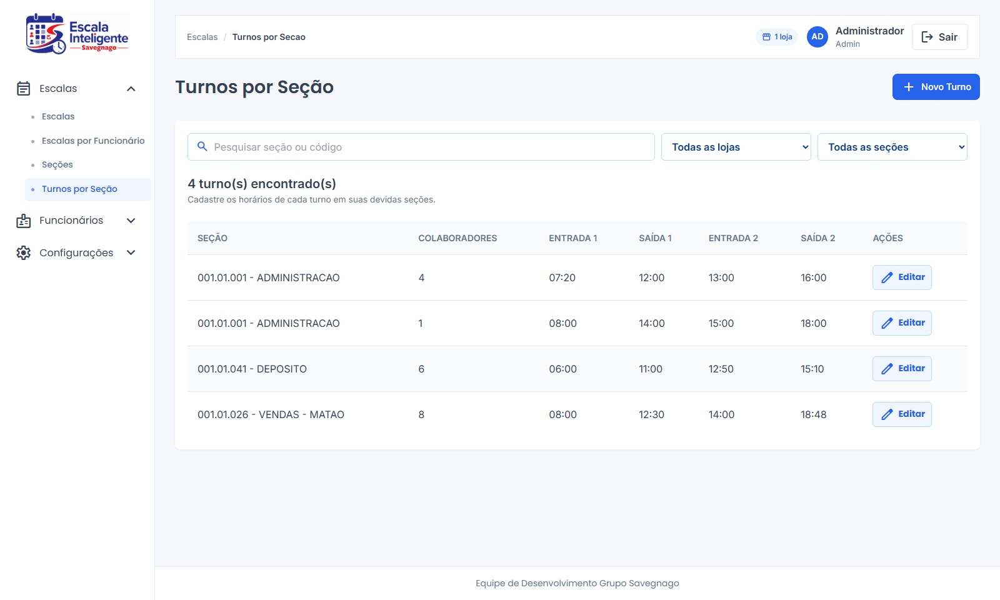 Escala
Inteligente
Savegnago
Escalas
Escalas
Escalas por Funcionário
Seções
Turnos por Seção
Funcionários
Configurações
Escalas / Turnos por Secao
1 loja
AD
Administrador
Admin
Sair
Turnos por Seção
Novo Turno
Pesquisar seção ou código
Todas as lojas
Todas as seções
4 turno(s) encontrado(s)
Cadastre os horários de cada turno em suas devidas seções.
SEÇÃO COLABORADORES ENTRADA 1 SAÍDA 1 ENTRADA 2 SAÍDA 2 AÇÕES
001.01.001 - ADMINISTRACAO 4 07:20 12:00 13:00 16:00 Editar
001.01.001 - ADMINISTRACAO 1 08:00 14:00 15:00 18:00 Editar
001.01.041 - DEPOSITO 6 06:00 11:00 12:50 15:10 Editar
001.01.026 - VENDAS - MATAO 8 08:00 12:30 14:00 18:48 Editar
Equipe de Desenvolvimento Grupo Savegnago